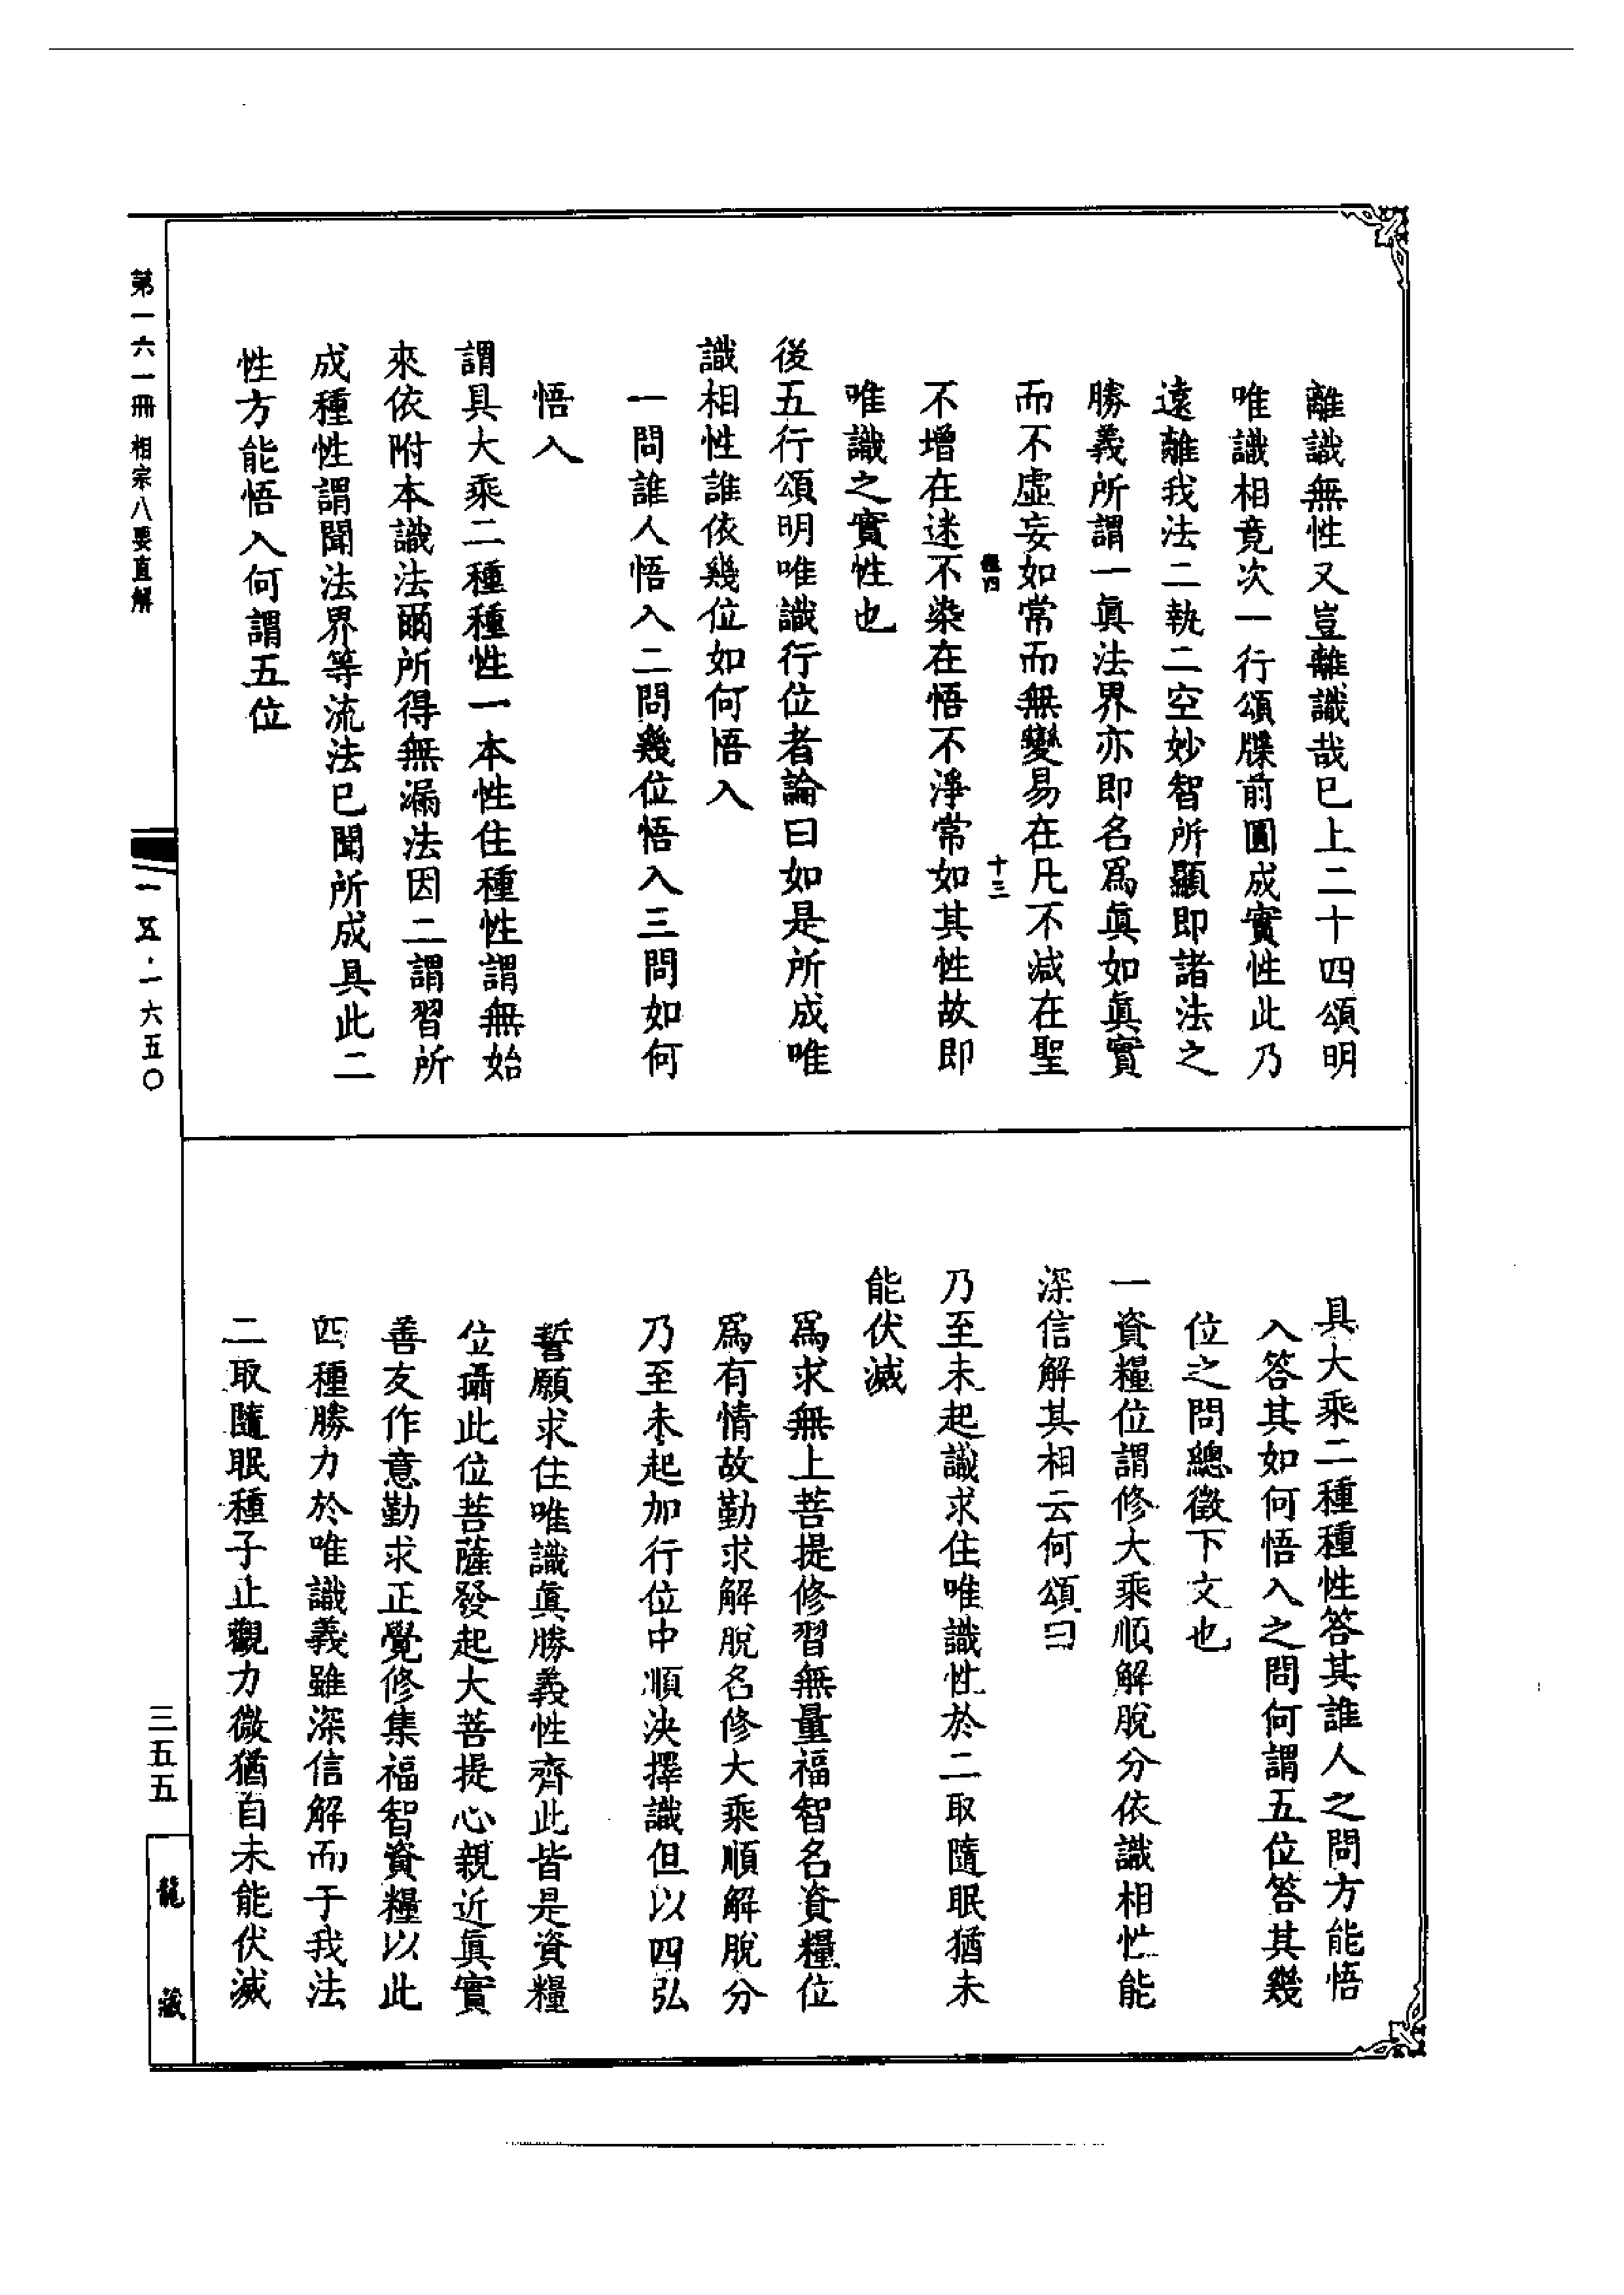 離識無性又豈離識哉已上二十四頌明
唯識相竟次一行頌牒前圓成實性此乃
遠離我法二執二空妙智所顯即諸法之
勝義所謂一眞法界亦即名爲眞如眞實
而不虛妄如常而無變易在凡不減在聖
十三
不增在迷不染在悟不淨常如其性故即
唯識之實性也
後五行頌明唯識行位者論曰如是所成唯
識相性誰依幾位如何悟入
一問誰人悟入二問幾位悟入三問如何
悟入
謂具大乘二種種性一本性住種性謂無始
來依附本識法爾所得無漏法因二謂習所
成種性謂聞法界等流法已聞所成具此二
性方能悟入何謂五位
具大乘二種種性答其誰人之問方能悟
入答其如何悟入之問何謂五位答其幾
位之問總徵下文也
一資糧位謂修大乘順解脫分依識相性能
深信解其相云何頌曰
乃至未起識求住唯識性於二取隨眠猶未
能伏滅
爲求無上菩提修習無量福智名資糧位
爲有情故勤求解脫名修大乘順解脫分
乃至未起加行位中順決擇識但以四弘
誓願求住唯識眞勝義性齊此皆是資糧
位攝此位菩薩發起大菩提心親近眞實
善友作意勤求正覺修集福智資糧以此
四種勝力於唯識義雖深信解而于我法
二取隨眠種子止觀力微猶自未能伏滅
第一六一冊 相宗八要直解
一五·一六五〇
三五五
龍藏